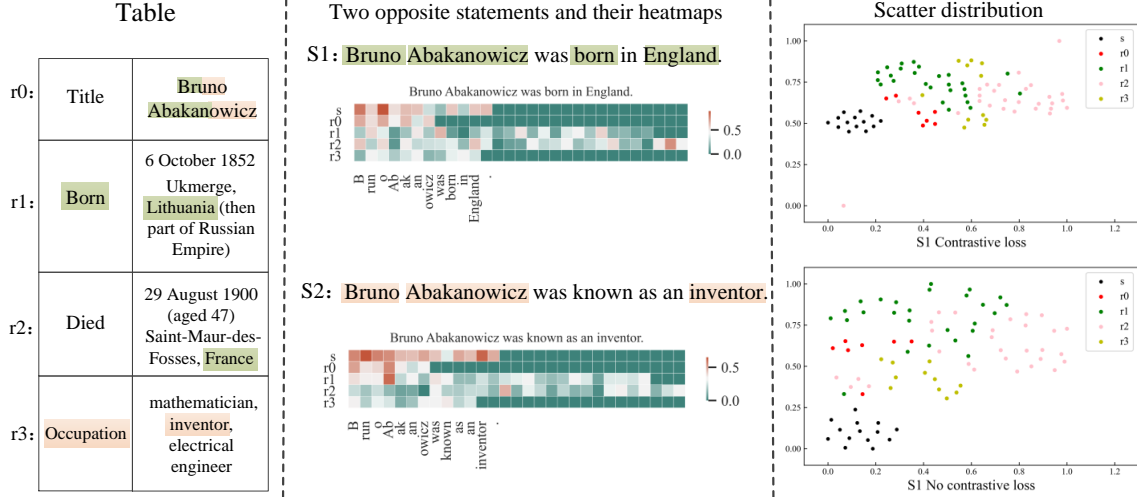 Table
r0:
Title
Bruno
Abakanowicz
r1:
Born
6 October 1852
Ukmerge,
Lithuania (then
part of Russian
Empire)
r2:
Died
29 August 1900
(aged 47)
Saint-Maur-des-
Fosses, France
r3:
Occupation
mathematician,
inventor,
electrical
engineer
Two opposite statements and their heatmaps
S1: Bruno Abakanowicz was born in England.
Bruno Abakanowicz was born in England.
s
r0
r1
r2
r3
B
run
o
Ab
ak
an
owicz
was
born
in
England
.
0.5
0.0
S2: Bruno Abakanowicz was known as an inventor.
Bruno Abakanowicz was known as an inventor.
s
r0
r1
r2
r3
B
run
o
Ab
ak
an
owicz
was
known
as
an
inventor
.
0.5
0.0
Scatter distribution
1.00
0.75
0.50
0.25
0.00
0.0 0.2 0.4 0.6 0.8 1.0
s
r0
r1
r2
r3
S1 Contrastive loss
1.00
0.75
0.50
0.25
0.00
0.0 0.2 0.4 0.6 0.8 1.0
s
r0
r1
r2
r3
S1 No contrastive loss